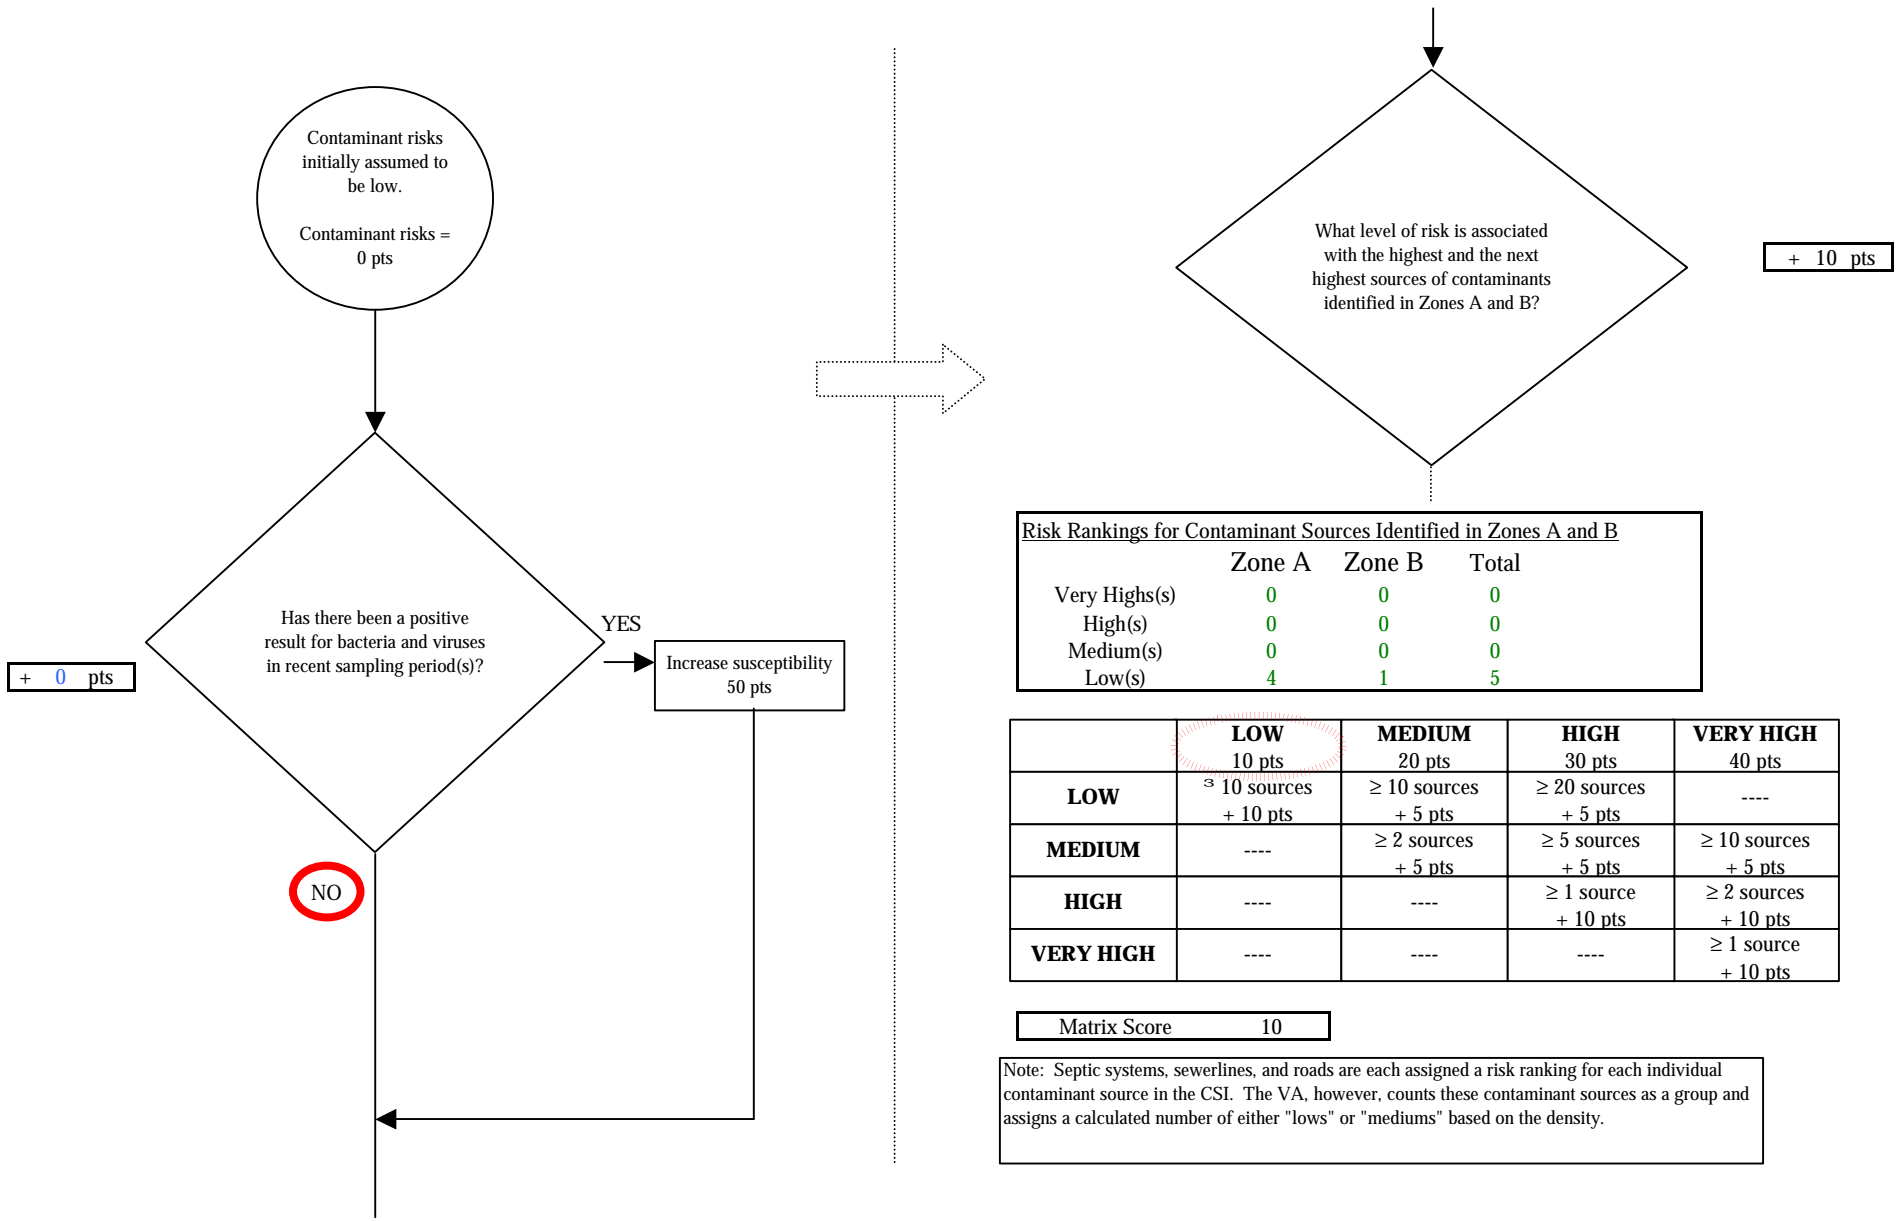 Contaminant risks
initially assumed to
be low.
Contaminant risks =
0 pts
Has there been a positive
result for bacteria and viruses
in recent sampling period(s)?
+ 0 pts
YES
Increase susceptibility
50 pts
NO
What level of risk is associated
with the highest and the next
highest sources of contaminants
identified in Zones A and B?
+ 10 pts
Risk Rankings for Contaminant Sources Identified in Zones A and B
Zone A Zone B Total
Very Highs(s) 0 0 0
High(s) 0 0 0
Medium(s) 0 0 0
Low(s) 4 1 5
LOW MEDIUM HIGH VERY HIGH
10 pts 20 pts 30 pts 40 pts
LOW ³ 10 sources ≥ 10 sources ≥ 20 sources ----
+ 10 pts + 5 pts + 5 pts
MEDIUM ---- ≥ 2 sources ≥ 5 sources ≥ 10 sources
+ 5 pts + 5 pts + 5 pts
HIGH ---- ---- ≥ 1 source ≥ 2 sources
+ 10 pts + 10 pts
VERY HIGH ---- ---- ---- ≥ 1 source
+ 10 pts
Matrix Score 10
Note: Septic systems, sewerlines, and roads are each assigned a risk ranking for each individual
contaminant source in the CSI. The VA, however, counts these contaminant sources as a group and
assigns a calculated number of either "lows" or "mediums" based on the density.